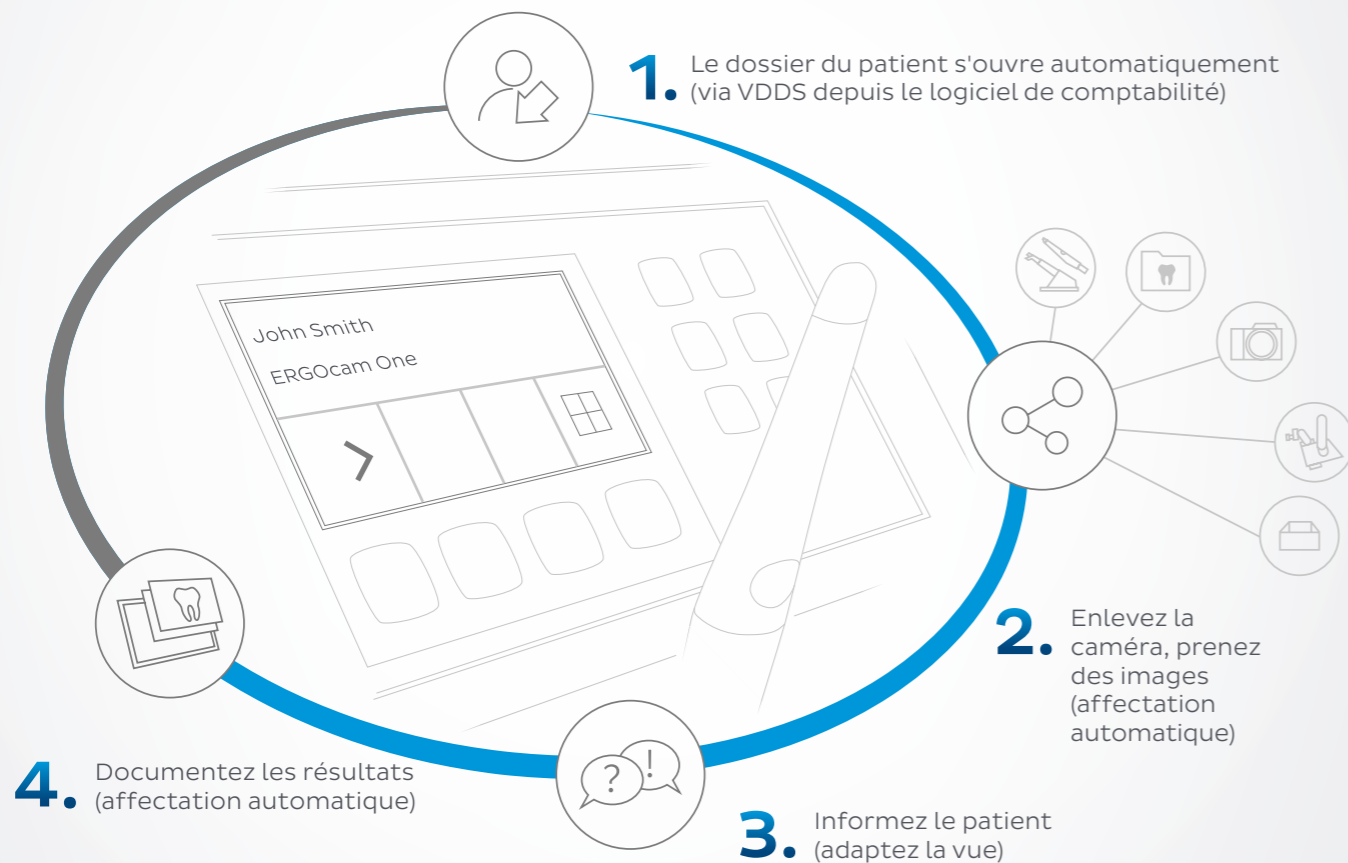 1. Le dossier du patient s'ouvre automatiquement
(via VDDS depuis le logiciel de comptabilité)
John Smith
ERGOcam One
2. Enlevez la
caméra, prenez
des images
(affectation
automatique)
? !
3. Informez le patient
(adaptez la vue)
4. Documentez les résultats
(affectation automatique)